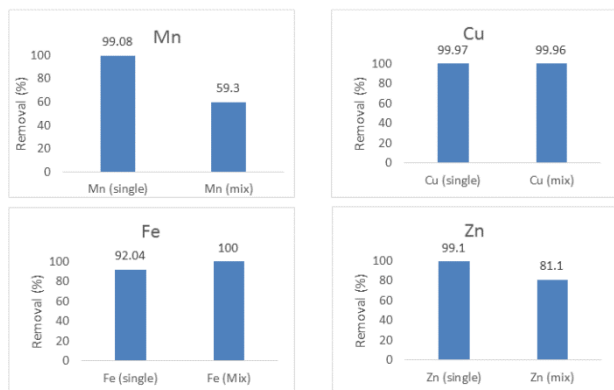 Mn
99.08
59.3
Removal (%)
100
80
60
40
20
0
Mn (single)
Mn (mix)
Cu
99.97
99.96
Removal (%)
100
80
60
40
20
0
Cu (single)
Cu (mix)
Fe
92.04
100
Removal (%)
100
80
60
40
20
0
Fe (single)
Fe (Mix)
Zn
99.1
81.1
Removal (%)
100
80
60
40
20
0
Zn (single)
Zn (mix)